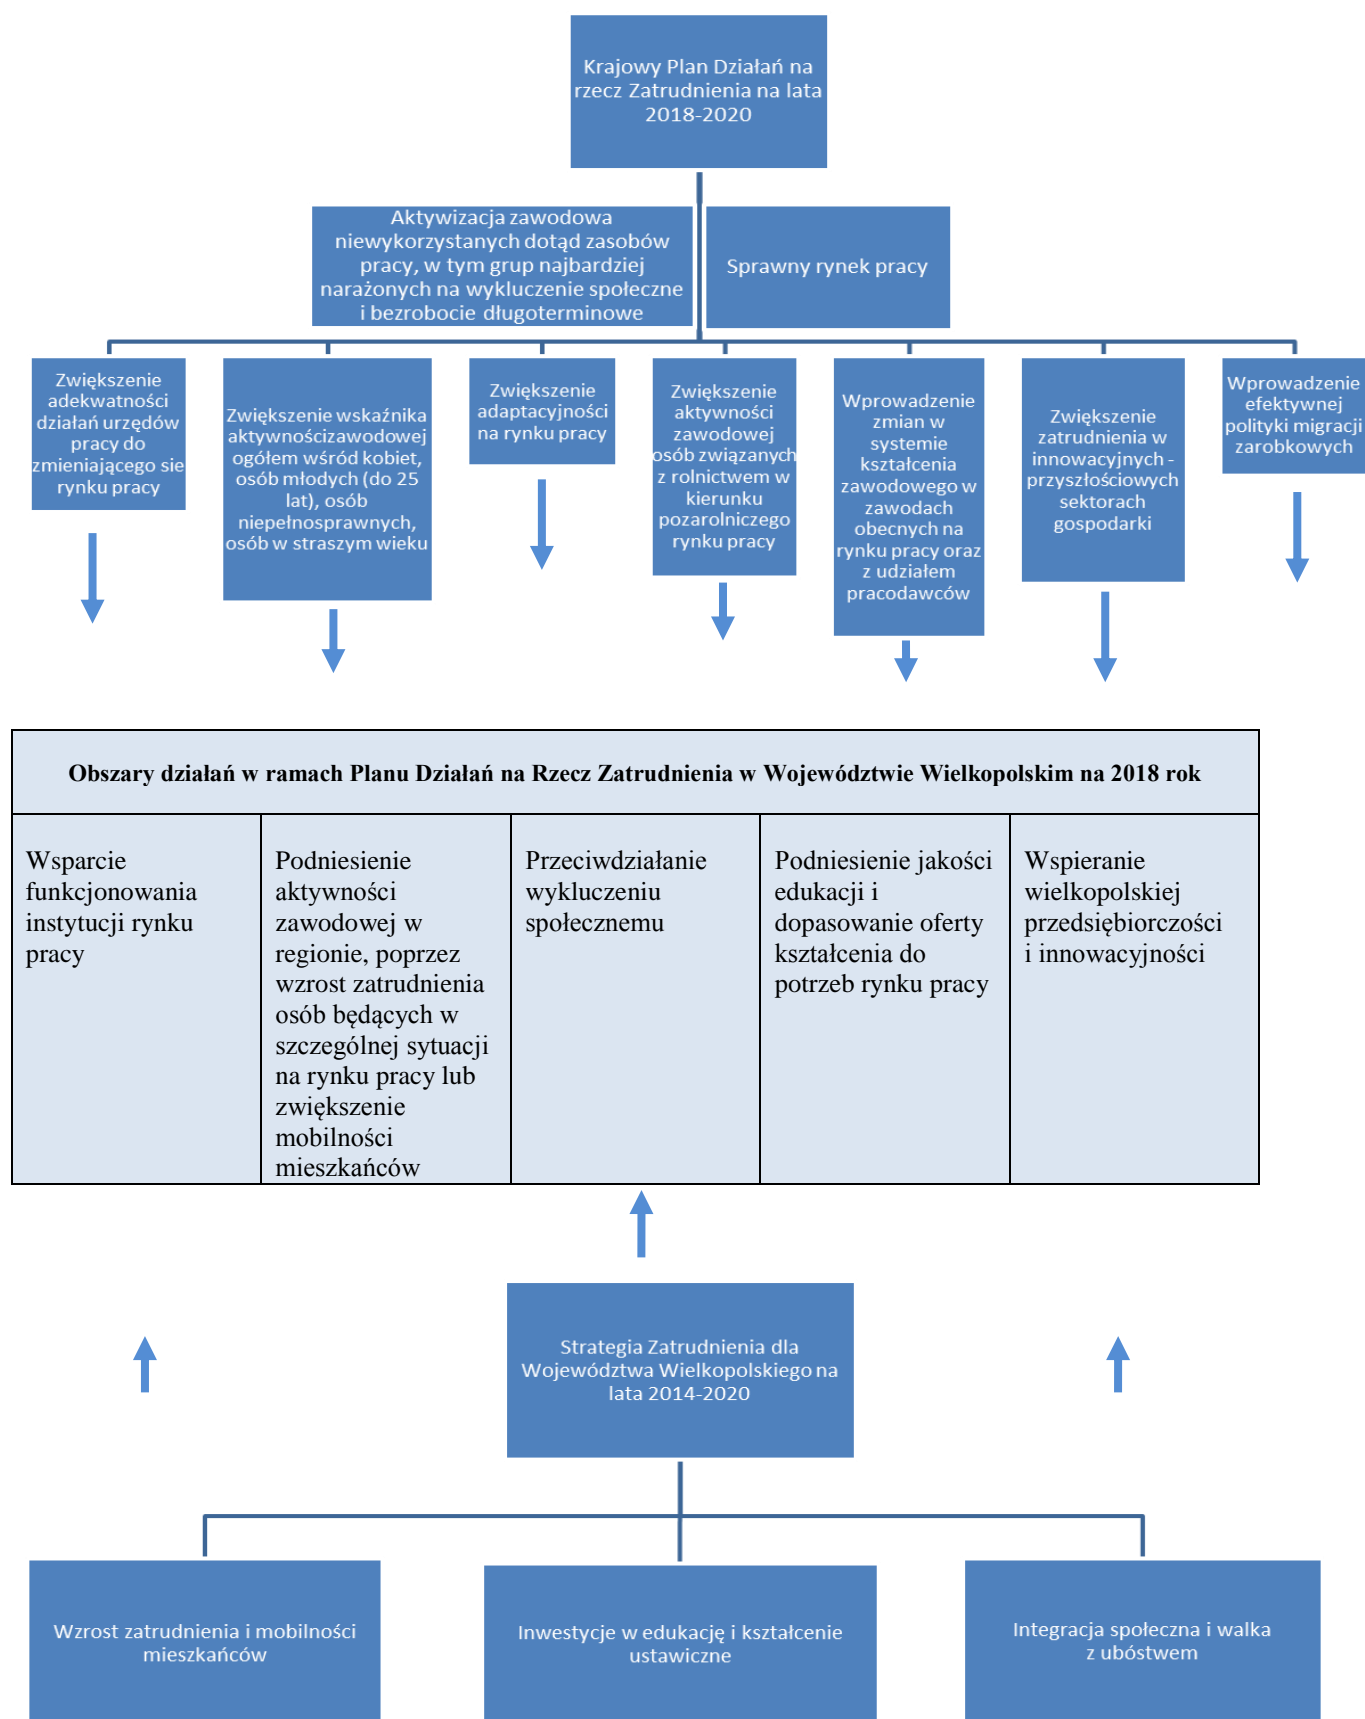 Krajowy Plan Działań na
rzecz Zatrudnienia na lata
2018-2020
Aktywizacja zawodowa
niewykorzystanych dotąd zasobów
pracy, w tym grup najbardziej
narażonych na wykluczenie społeczne
i bezrobocie długoterminowe
Sprawny rynek pracy
Zwiększenie
adekwatności
działań urzędów
pracy do
zmieniającego sie
rynku pracy
Zwiększenie wskaźnika
aktywnościzawodowej
ogółem wśród kobiet,
osób młodych (do 25
lat), osób
niepełnosprawnych,
osób w straszym wieku
Zwiększenie
adaptacyjności
na rynku pracy
Zwiększenie
aktywności
zawodowej
osób związanych
z rolnictwem w
kierunku
pozarolniczego
rynku pracy
Wprowadzenie
zmian w
systemie
kształcenia
zawodowego w
zawodach
obecnych na
rynku pracy oraz
z udziałem
pracodawców
Zwiększenie
zatrudnienia w
innowacyjnych -
przyszłościowych
sektorach
gospodarki
Wprowadzenie
efektywnej
polityki migracji
zarobkowych
Obszary działań w ramach Planu Działań na Rzecz Zatrudnienia w Województwie Wielkopolskim na 2018 rok
Wsparcie
funkcjonowania
instytucji rynku
pracy
Podniesienie
aktywności
zawodowej w
regionie, poprzez
wzrost zatrudnienia
osób będących w
szczególnej sytuacji
na rynku pracy lub
zwiększenie
mobilności
mieszkańców
Przeciwdziałanie
wykluczeniu
społecznemu
Podniesienie jakości
edukacji i
dopasowanie oferty
kształcenia do
potrzeb rynku pracy
Wspieranie
wielkopolskiej
przedsiębiorczości
i innowacyjności
Strategia Zatrudnienia dla
Województwa Wielkopolskiego na
lata 2014-2020
Wzrost zatrudnienia i mobilności
mieszkańców
Inwestycje w edukację i kształcenie
ustawiczne
Integracja społeczna i walka
z ubóstwem